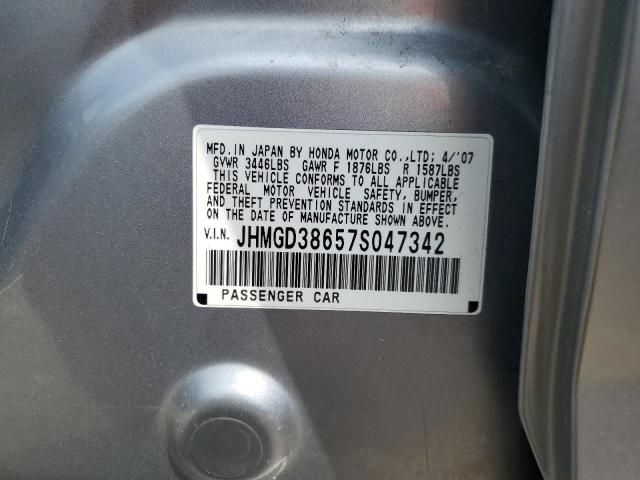 MFD. IN JAPAN BY HONDA MOTOR CO.,LTD; 4/'07
GVWR 3446LBS GAWR F 1876LBS R 1587LBS
THIS VEHICLE CONFORMS TO ALL APPLICABLE
FEDERAL MOTOR VEHICLE SAFETY, BUMPER,
AND THEFT PREVENTION STANDARDS IN EFFECT
ON THE DATE OF MANUFACTURE SHOWN ABOVE.
V.I.N. JHMGD38657S047342
PASSENGER CAR